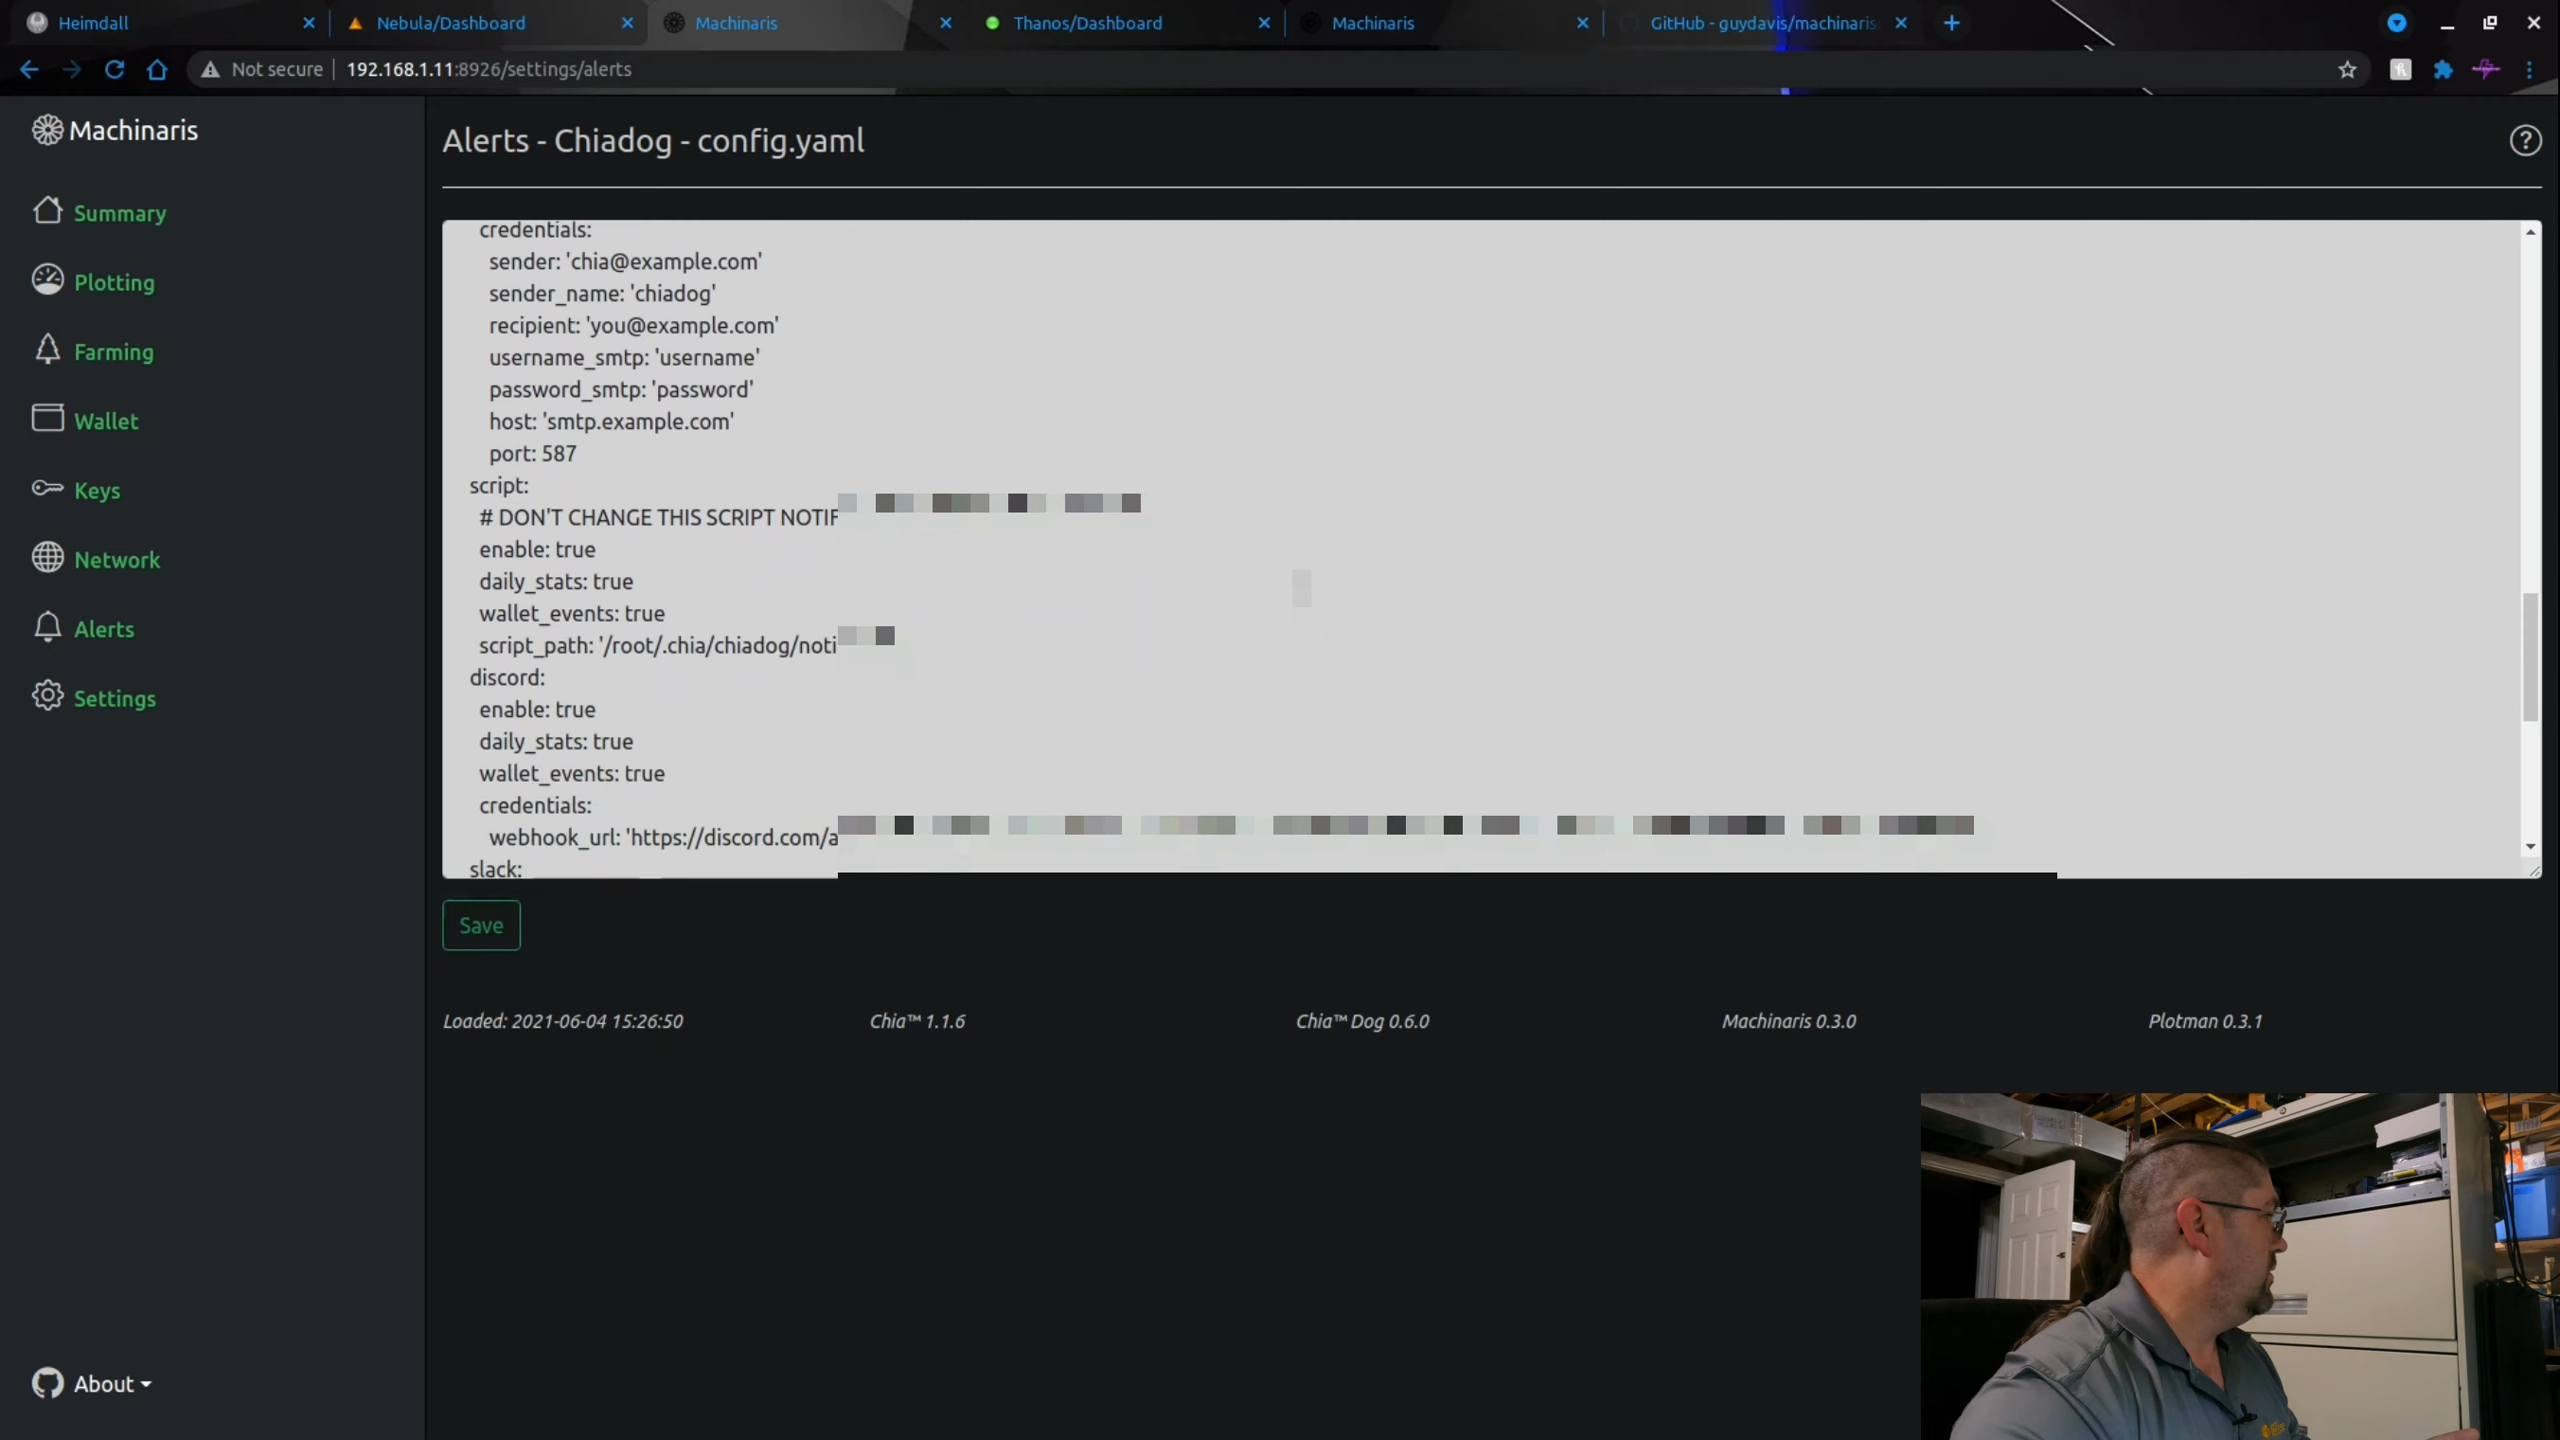 Heimdall
Nebula/Dashboard
Machinaris
Thanos/Dashboard
Machinaris
GitHub - guydavis/machinaris:
Not secure
192.168.1.11:8926/settings/alerts
Machinaris
Summary
Plotting
Farming
Wallet
Keys
Network
Alerts
Settings
About
Alerts - Chiadog - config.yaml
credentials:
sender: 'chia@example.com'
sender_name: 'chiadog'
recipient: 'you@example.com'
username_smtp: 'username'
password_smtp: 'password'
host: 'smtp.example.com'
port: 587
script:
# DON'T CHANGE THIS SCRIPT NOTIF
enable: true
daily_stats: true
wallet_events: true
script_path: '/root/.chia/chiadog/noti
discord:
enable: true
daily_stats: true
wallet_events: true
credentials:
webhook_url: 'https://discord.com/a
slack:
Save
Loaded: 2021-06-04 15:26:50
Chia™ 1.1.6
Chia™ Dog 0.6.0
Machinaris 0.3.0
Plotman 0.3.1